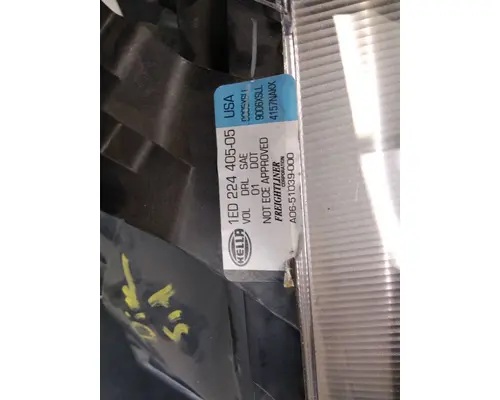 USA
9006XSLL
4157NAKX
1ED 224 405-05
VOL DRL SAE
01 DOT
NOT ECE APPROVED
FREIGHTLINER
CORPORATION
A06-51039-000
HELLA